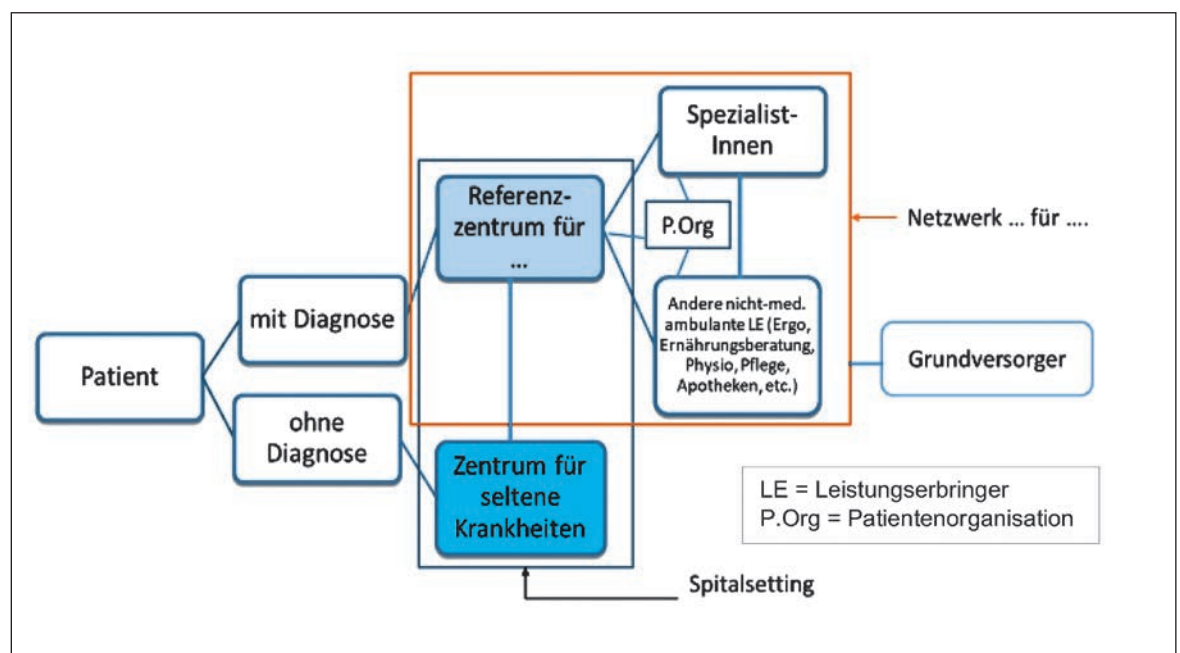 Spezialist-
Innen
Referenz-
zentrum für
...
P.Org
Netzwerk ... für ....
mit Diagnose
Andere nicht-med.
ambulante LE (Ergo,
Ernährungsberatung,
Physio, Pflege,
Apotheken, etc.)
Patient
Grundversorger
ohne
Diagnose
Zentrum für
seltene
Krankheiten
LE = Leistungserbringer
P.Org = Patientenorganisation
Spitalsetting